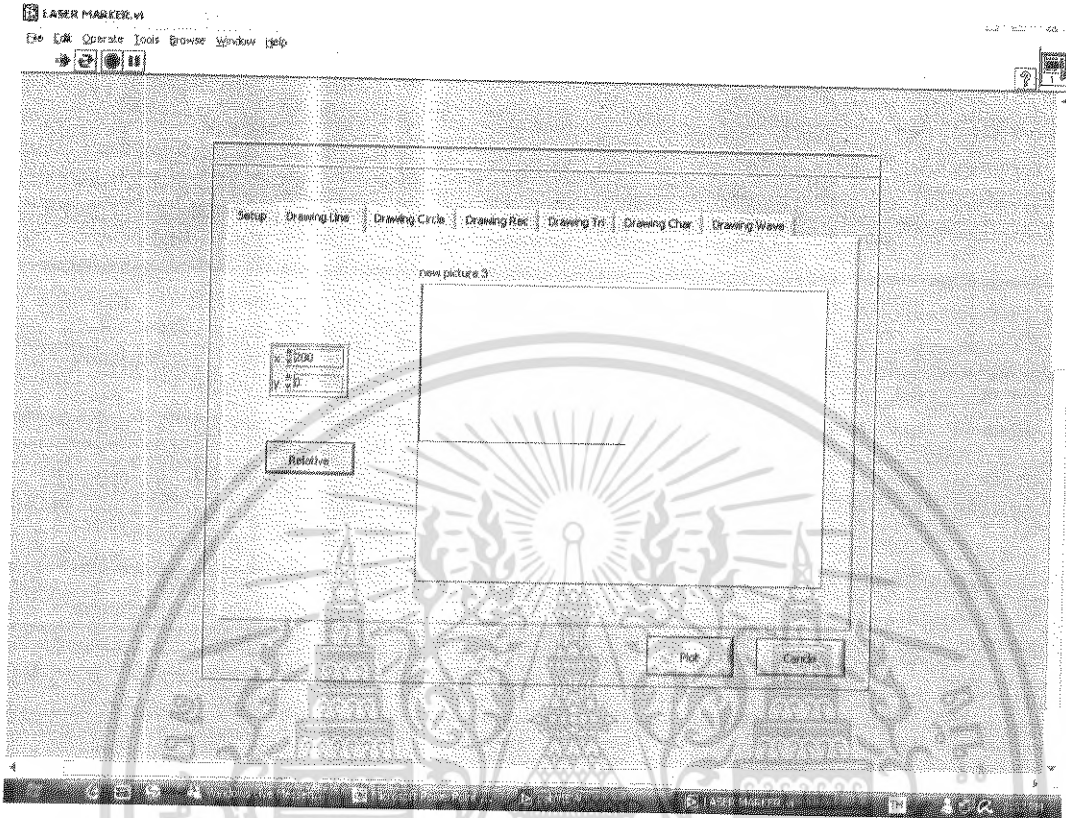 LASER MARKER.vi
File Edit Operate Tools Browse Window Help
? 1
Setup Drawing Line Drawing Circle Drawing Rec Drawing Tri Drawing Char Drawing Wave
new picture 3
x 200
y 0
Relative
Plot Cancle
LASER MARKER.vi TH